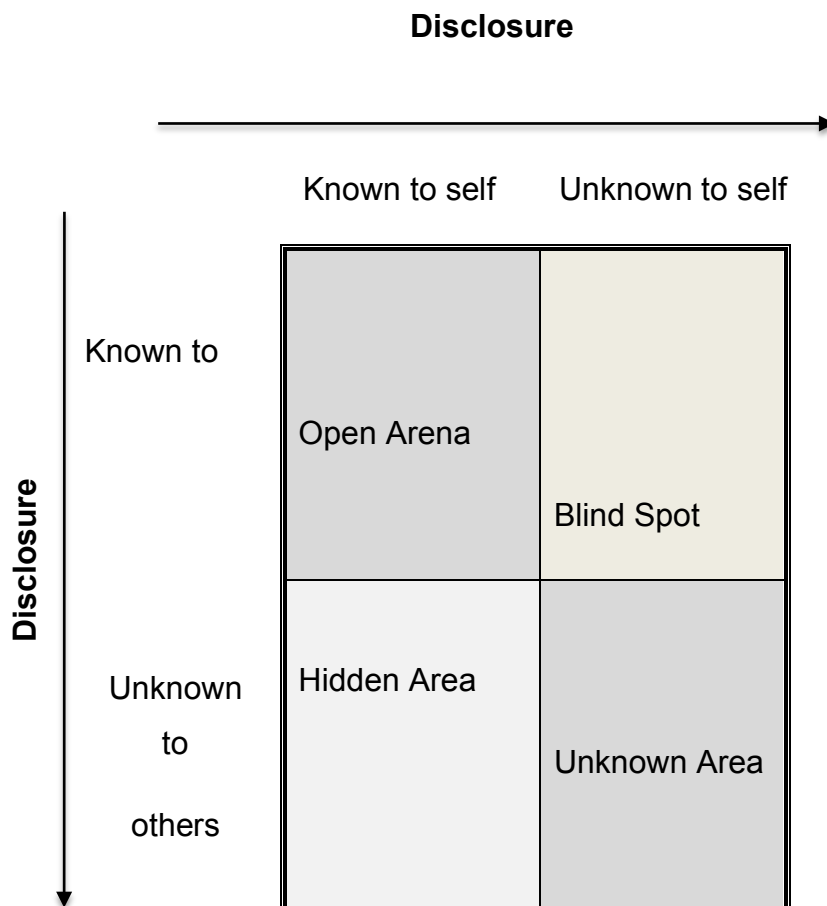 Disclosure
Known to self Unknown to self
Known to
Open Arena
Blind Spot
Disclosure
Unknown
to
others
Hidden Area
Unknown Area